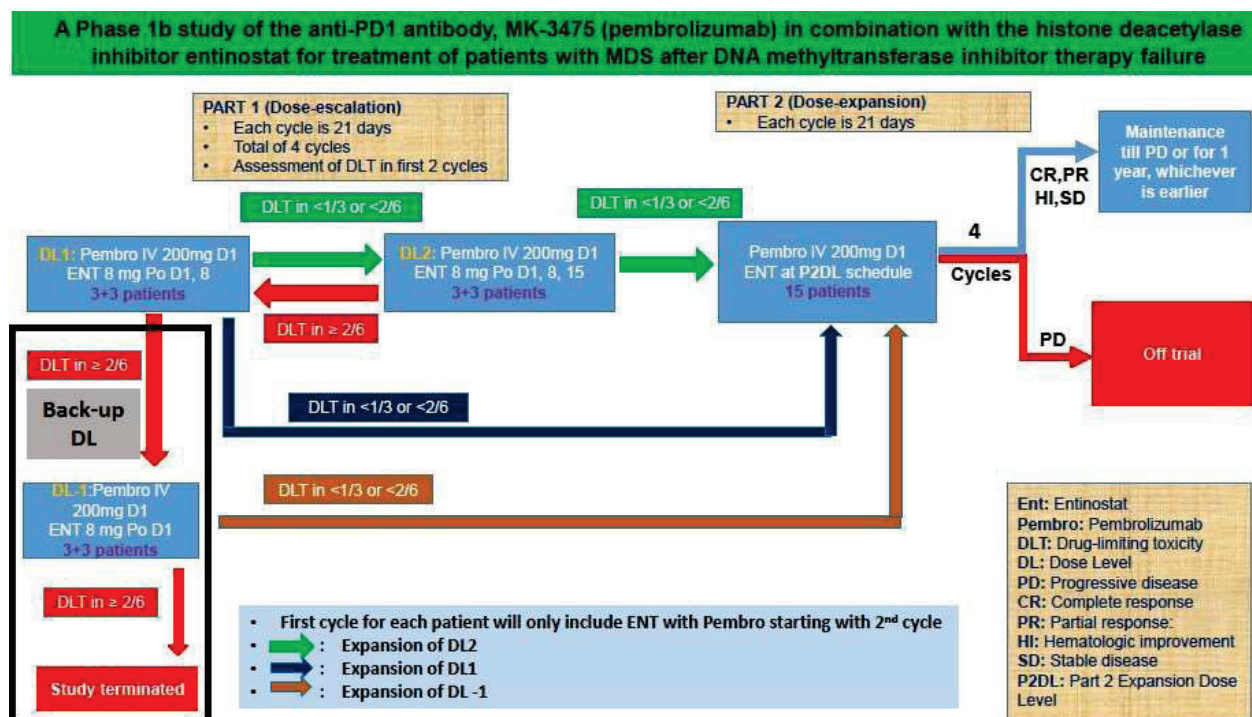 A Phase 1b study of the anti-PD1 antibody, MK-3475 (pembrolizumab) in combination with the histone deacetylase
inhibitor entinostat for treatment of patients with MDS after DNA methyltransferase inhibitor therapy failure
PART 1 (Dose-escalation)
• Each cycle is 21 days
• Total of 4 cycles
• Assessment of DLT in first 2 cycles
PART 2 (Dose-expansion)
• Each cycle is 21 days
Maintenance
till PD or for 1
year, whichever
is earlier
CR,PR
HI,SD
DLT in <1/3 or <2/6
DLT in <1/3 or <2/6
DL1: Pembro IV 200mg D1
ENT 8 mg Po D1, 8
3+3 patients
DL2: Pembro IV 200mg D1
ENT 8 mg Po D1, 8, 15
3+3 patients
Pembro IV 200mg D1
ENT at P2DL schedule
15 patients
4
Cycles
DLT in ≥ 2/6
PD
Off trial
DLT in ≥ 2/6
Back-up
DL
DLT in <1/3 or <2/6
DL-1:Pembro IV
200mg D1
ENT 8 mg Po D1
3+3 patients
DLT in <1/3 or <2/6
DLT in ≥ 2/6
Study terminated
• First cycle for each patient will only include ENT with Pembro starting with 2nd cycle
• : Expansion of DL2
• : Expansion of DL1
• : Expansion of DL -1
Ent: Entinostat
Pembro: Pembrolizumab
DLT: Drug-limiting toxicity
DL: Dose Level
PD: Progressive disease
CR: Complete response
PR: Partial response:
HI: Hematologic improvement
SD: Stable disease
P2DL: Part 2 Expansion Dose
Level